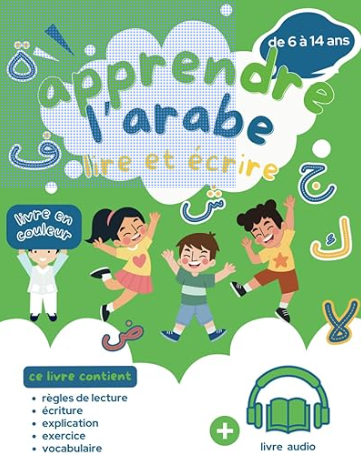 de 6 à 14 ans
apprendre
l'arabe
lire et écrire
ة
ق
ج
ش
ك
livre en
couleur
ض
لا
ce livre contient
• règles de lecture
• écriture
• explication
• exercice
• vocabulaire
+
livre audio